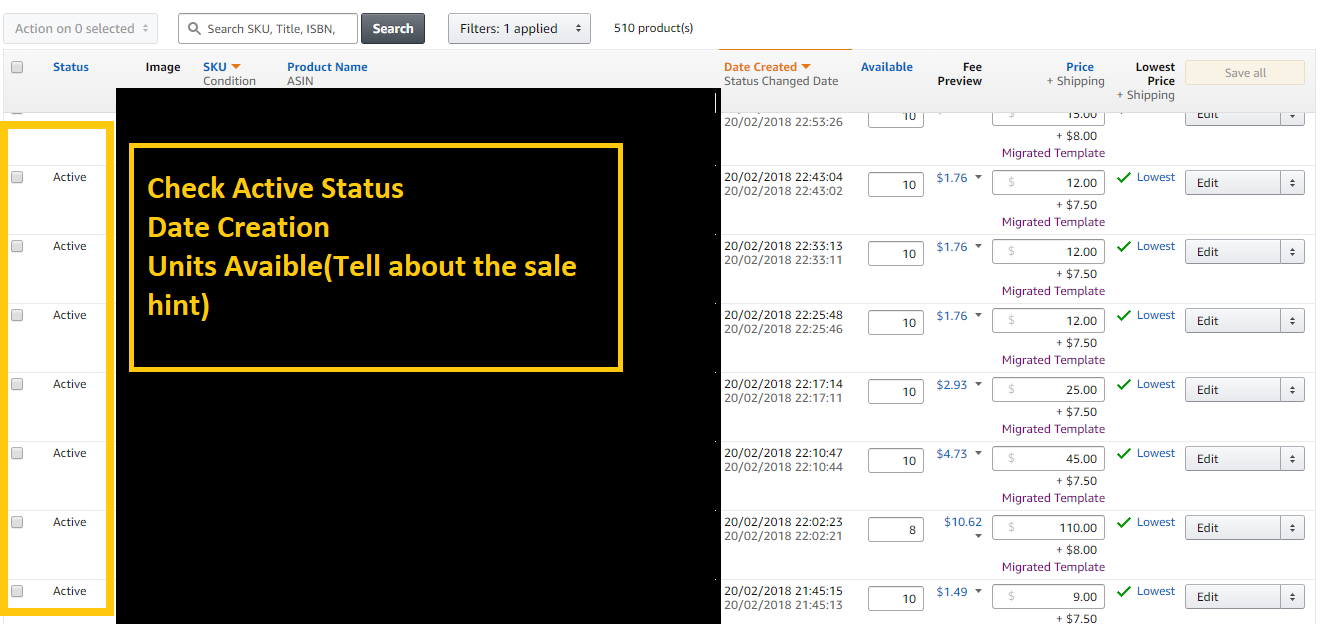 Action on 0 selected
Search SKU, Title, ISBN,
Search
Filters: 1 applied
510 product(s)
Status
Image
SKU
Condition
Product Name
ASIN
Date Created
Status Changed Date
Available
Fee
Preview
Price
+ Shipping
Lowest
Price
+ Shipping
Save all
20/02/2018 22:53:26
10
$ 15.00
Edit
+ $8.00
Migrated Template
Check Active Status
Date Creation
Units Avaible(Tell about the sale
hint)
Active
20/02/2018 22:43:04
20/02/2018 22:43:02
10
$1.76
$ 12.00
Lowest
Edit
+ $7.50
Migrated Template
Active
20/02/2018 22:33:13
20/02/2018 22:33:11
10
$1.76
$ 12.00
Lowest
Edit
+ $7.50
Migrated Template
Active
20/02/2018 22:25:48
20/02/2018 22:25:46
10
$1.76
$ 12.00
Lowest
Edit
+ $7.50
Migrated Template
Active
20/02/2018 22:17:14
20/02/2018 22:17:11
10
$2.93
$ 25.00
Lowest
Edit
+ $7.50
Migrated Template
Active
20/02/2018 22:10:47
20/02/2018 22:10:44
10
$4.73
$ 45.00
Lowest
Edit
+ $7.50
Migrated Template
Active
20/02/2018 22:02:23
20/02/2018 22:02:21
8
$10.62
$ 110.00
Lowest
Edit
+ $8.00
Migrated Template
Active
20/02/2018 21:45:15
20/02/2018 21:45:13
10
$1.49
$ 9.00
Lowest
Edit
+ $7.50